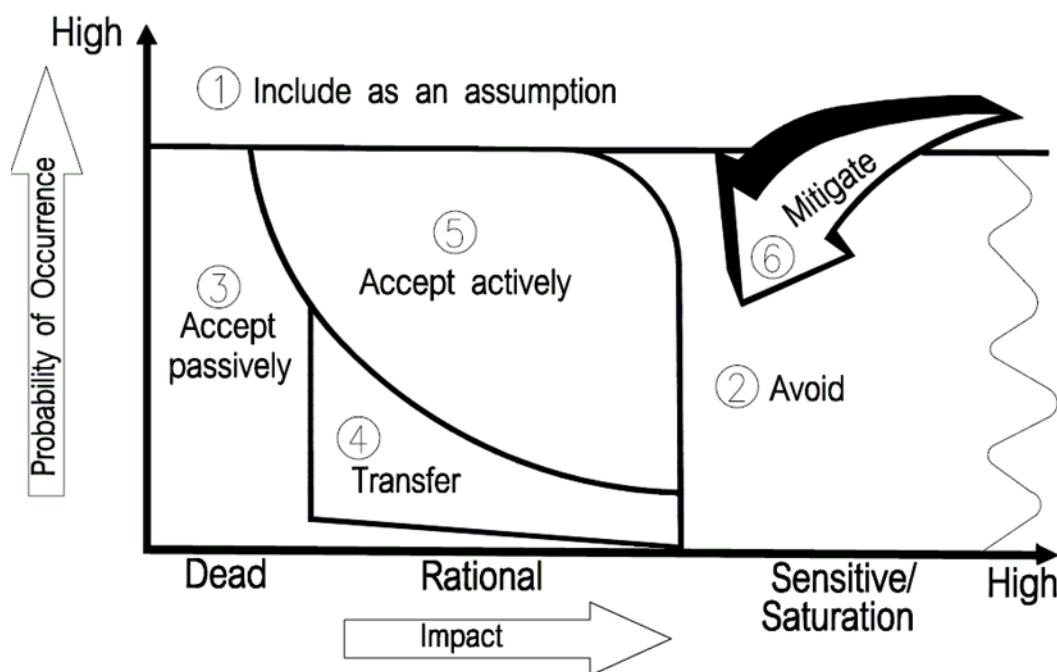 High
① Include as an assumption
Probability of Occurrence
Mitigate
⑥
⑤
Accept actively
③
Accept
passively
② Avoid
④
Transfer
Dead
Rational
Sensitive/
Saturation
High
Impact